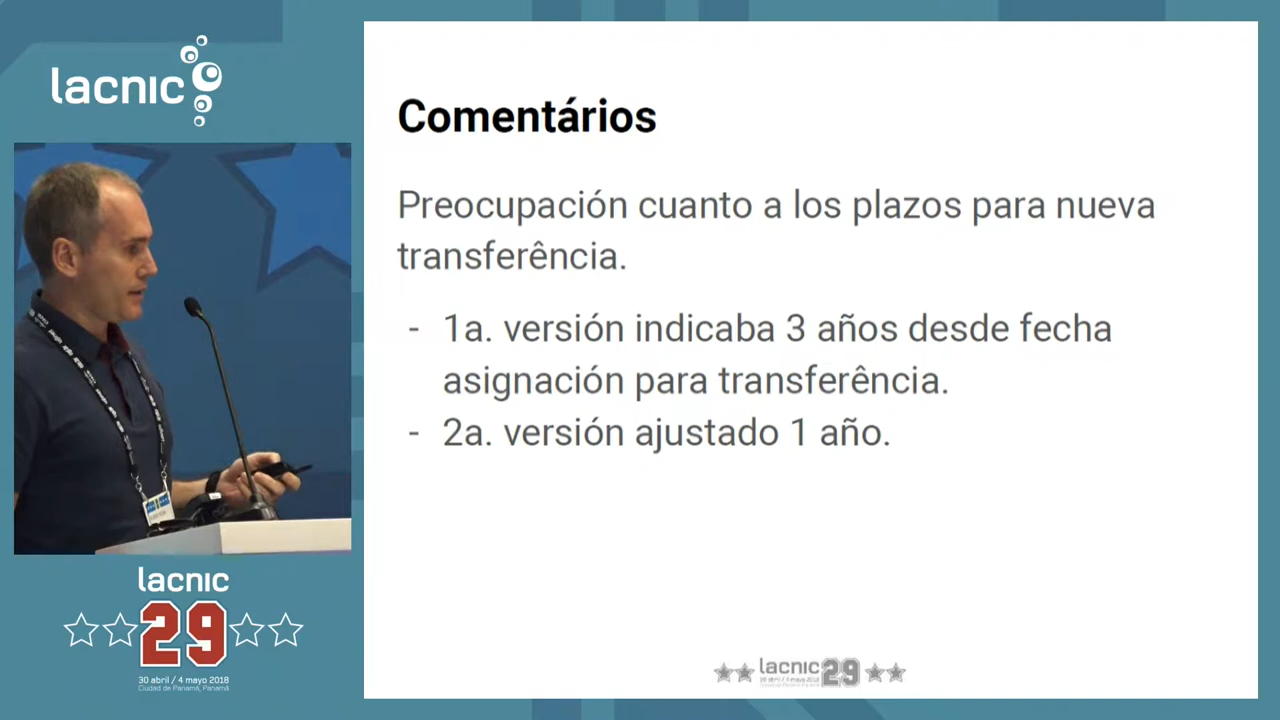 lacnic
Comentários
Preocupación cuanto a los plazos para nueva
transferência.
- 1a. versión indicaba 3 años desde fecha
asignación para transferência.
- 2a. versión ajustado 1 año.
lacnic
29
30 abril / 4 mayo 2018
Ciudad de Panamá, Panamá
lacnic 29